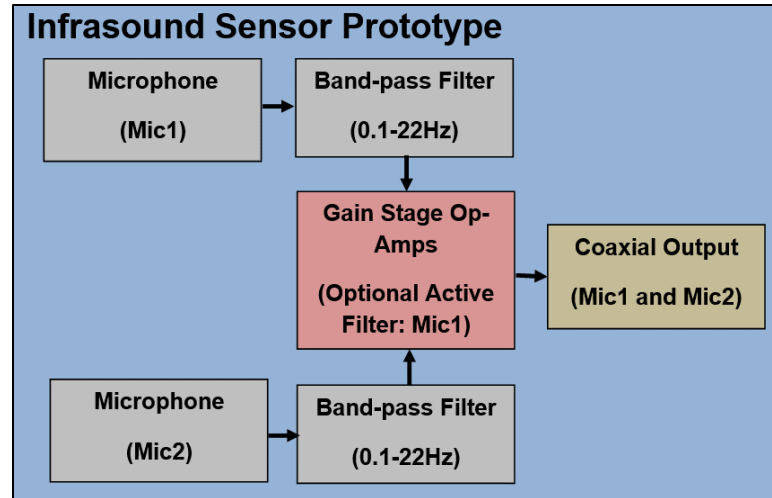 Infrasound Sensor Prototype
Microphone
(Mic1)
Band-pass Filter
(0.1-22Hz)
Gain Stage Op-
Amps
(Optional Active
Filter: Mic1)
Coaxial Output
(Mic1 and Mic2)
Microphone
(Mic2)
Band-pass Filter
(0.1-22Hz)